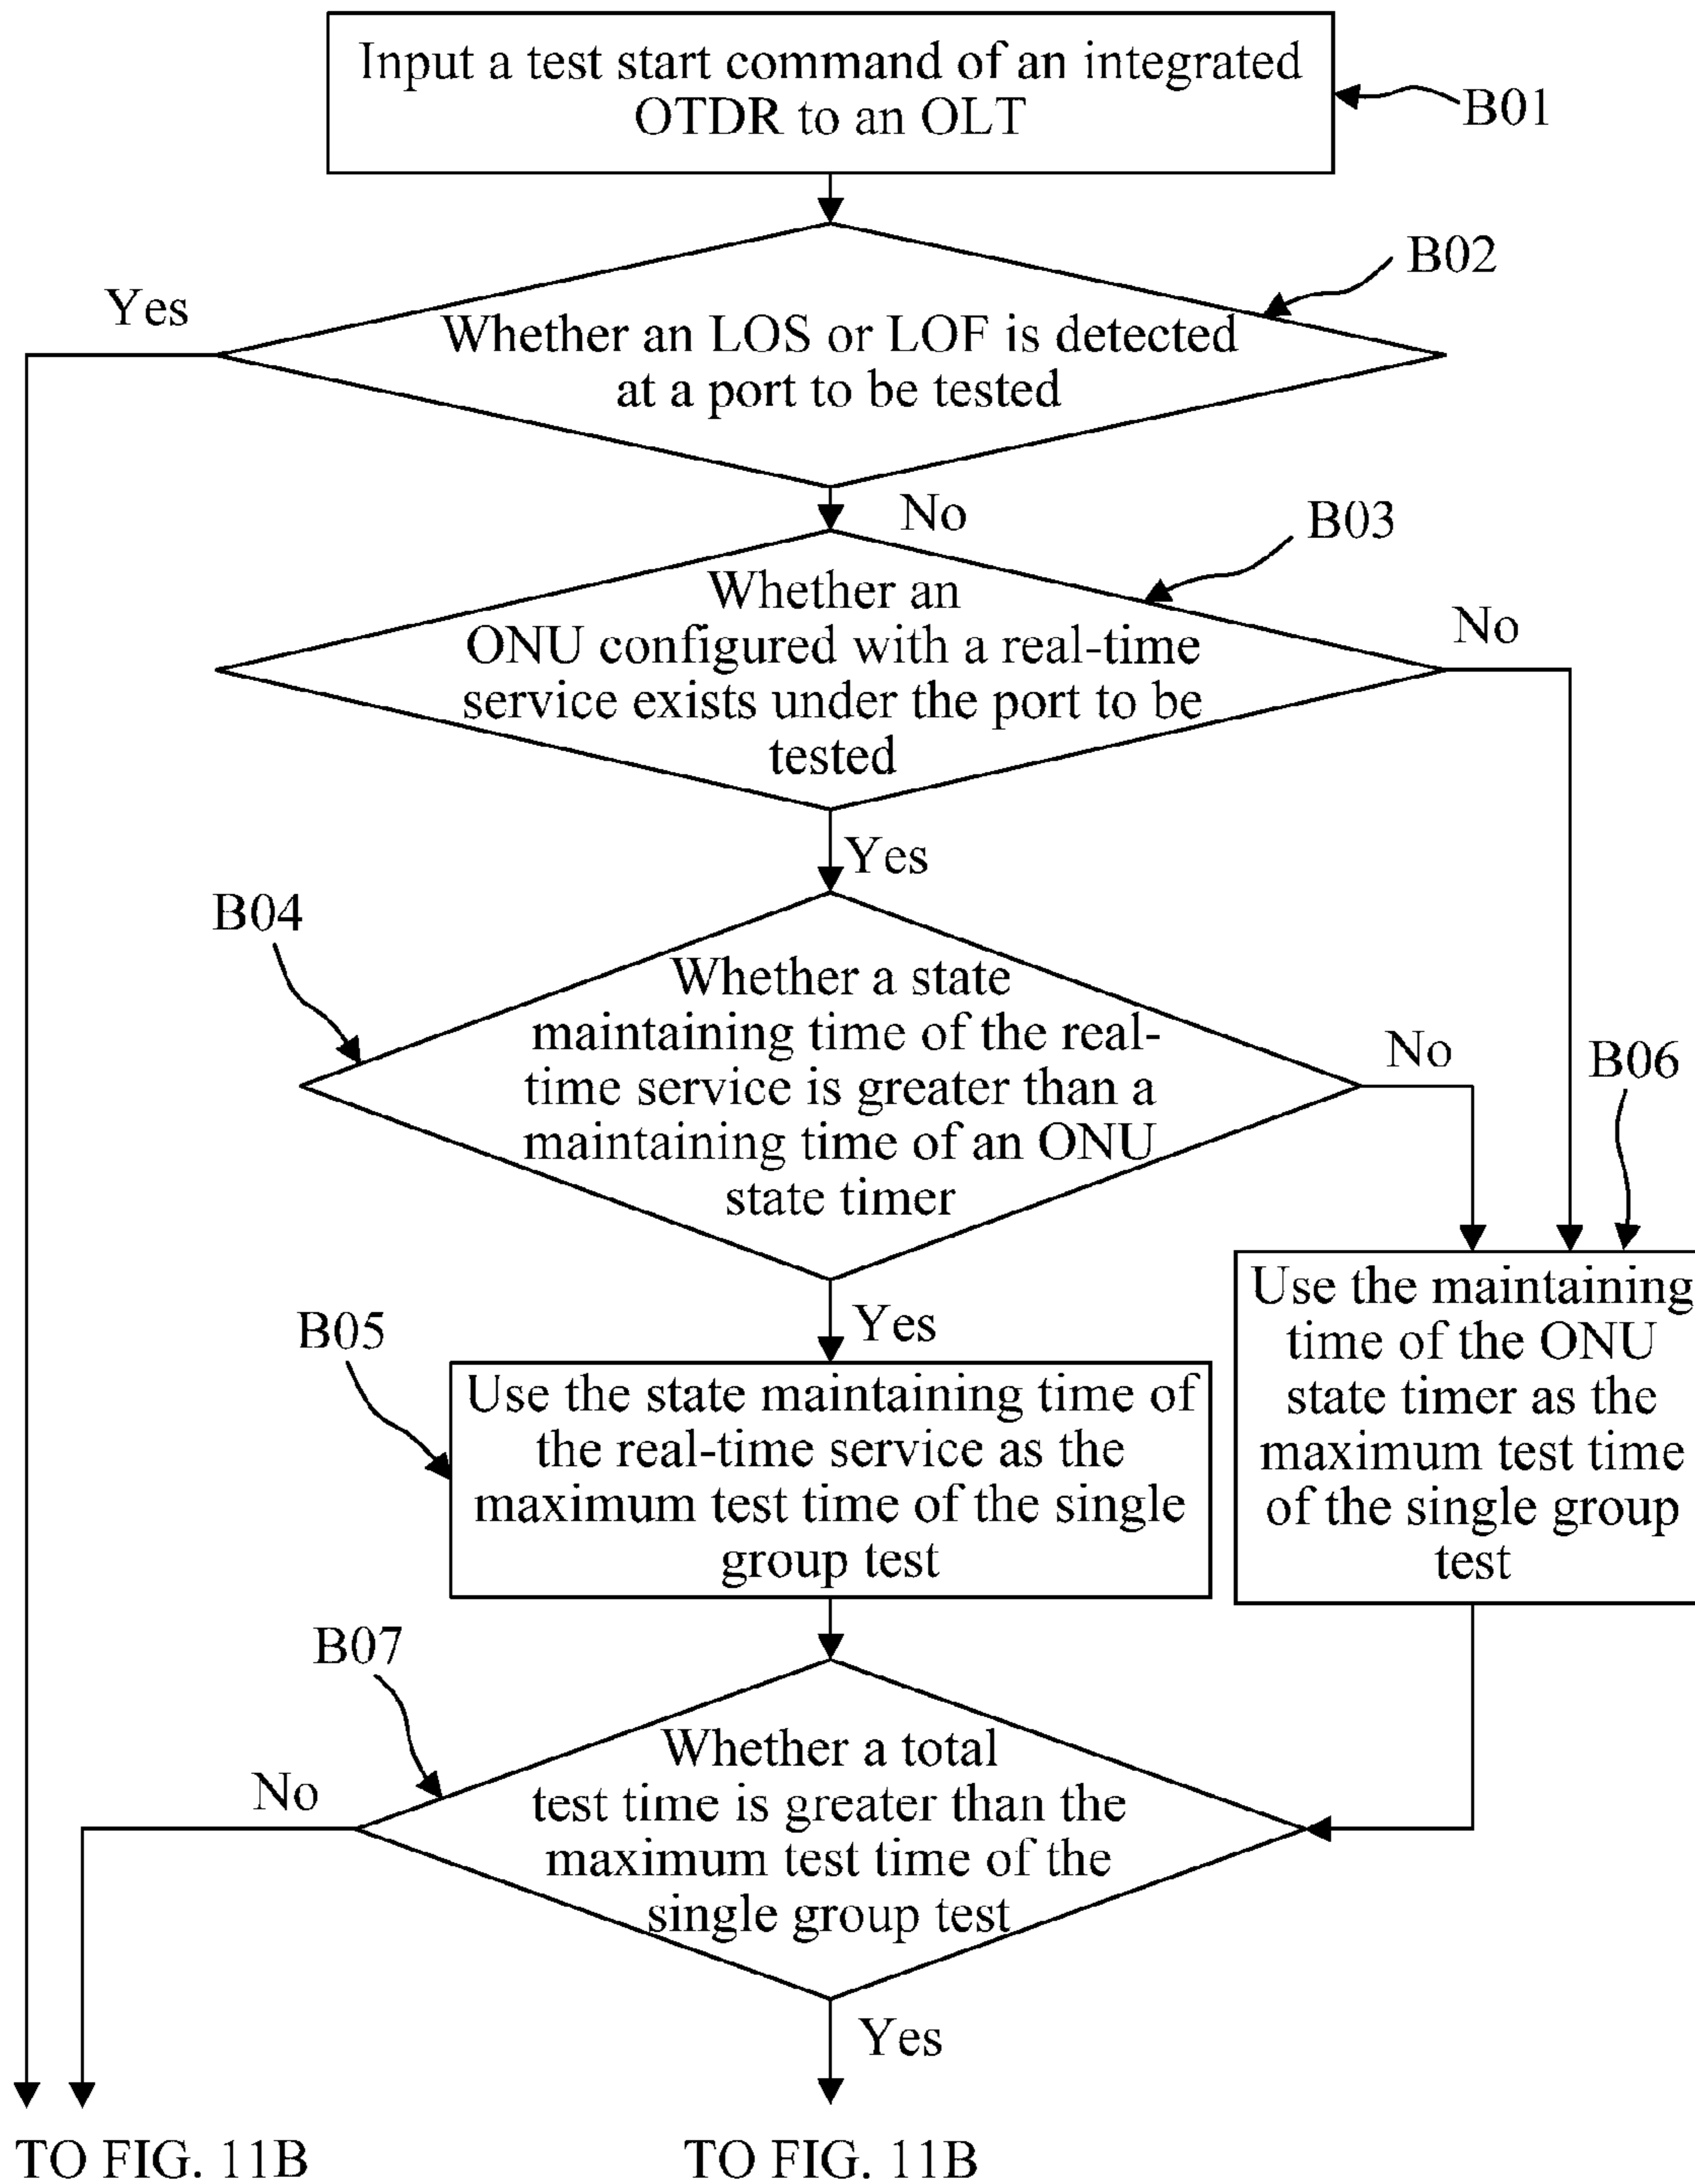 Input a test start command of an integrated
OTDR to an OLT
B01
B02
Yes
Whether an LOS or LOF is detected
at a port to be tested
No
B03
Whether an
ONU configured with a real-time
service exists under the port to be
tested
No
Yes
B04
Whether a state
maintaining time of the real-
time service is greater than a
maintaining time of an ONU
state timer
No
B06
Yes
B05
Use the state maintaining time of
the real-time service as the
maximum test time of the single
group test
Use the maintaining
time of the ONU
state timer as the
maximum test time
of the single group
test
B07
Whether a total
test time is greater than the
maximum test time of the
single group test
No
Yes
TO FIG. 11B
TO FIG. 11B